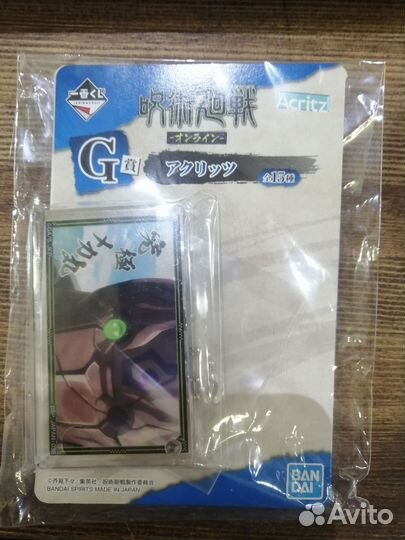 一番くじ
呪術廻戦
-オンライン-
Acritz
G賞
アクリッツ
全15種
究極メカ丸
©芥見下々/集英社・呪術廻戦製作委員会
BANDAI SPIRITS MADE IN JAPAN
BAN
DAI
Avito